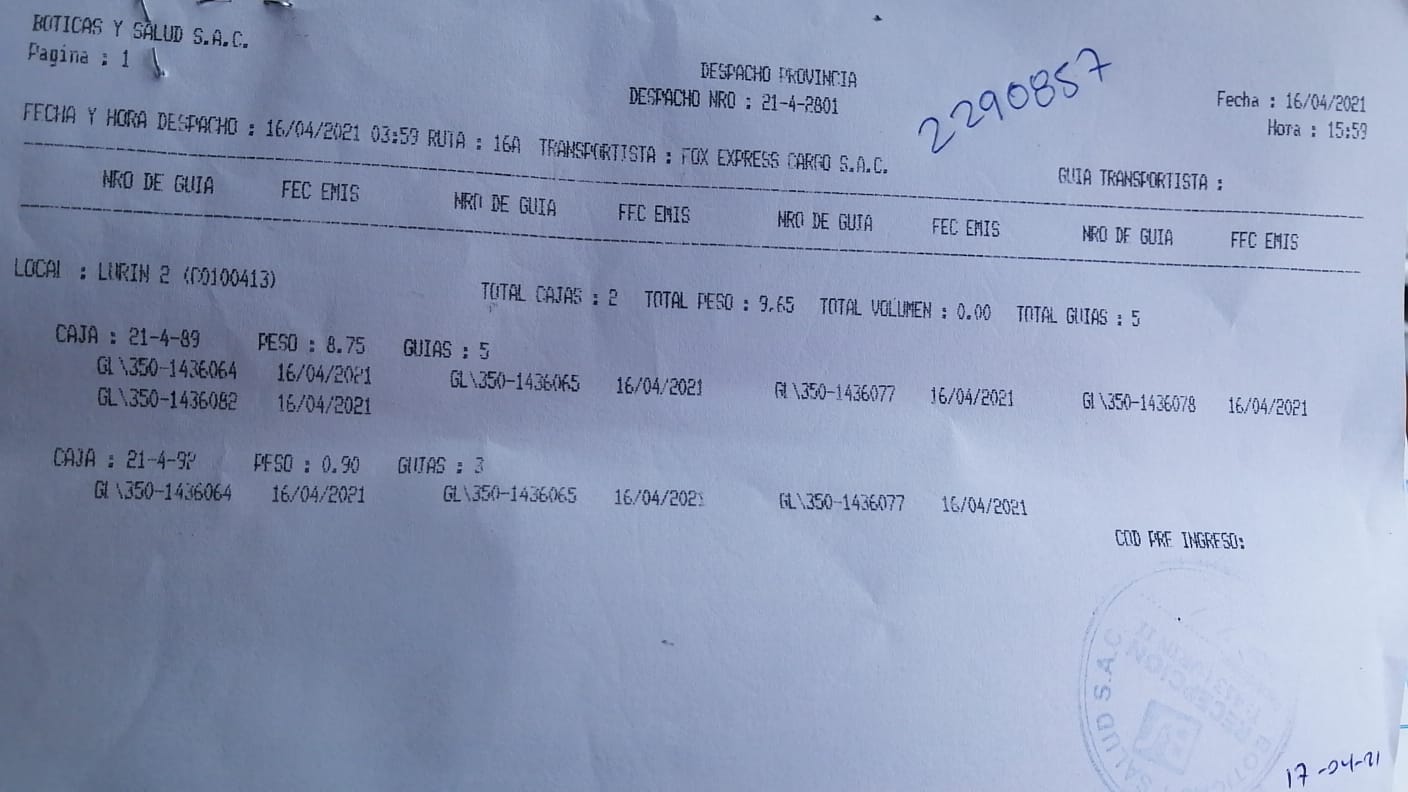 BOTICAS Y SALUD S.A.C.
Pagina : 1
DESPACHO PROVINCIA
DESPACHO NRO : 21-4-2801
2290857
Fecha : 16/04/2021
Hora : 15:59
FECHA Y HORA DESPACHO : 16/04/2021 03:59 RUTA : 16A TRANSPORTISTA : FOX EXPRESS CARGO S.A.C.
GUIA TRANSPORTISTA :
NRO DE GUIA FEC EMIS NRO DE GUIA FEC EMIS NRO DE GUIA FEC EMIS NRO DE GUIA FEC EMIS
LOCAL : LURIN 2 (C0100413) TOTAL CAJAS : 2 TOTAL PESO : 9.65 TOTAL VOLUMEN : 0.00 TOTAL GUIAS : 5
CAJA : 21-4-89 PESO : 8.75 GUIAS : 5
GL\350-1436064 16/04/2021 GL\350-1436065 16/04/2021 GL\350-1436077 16/04/2021 GL\350-1436078 16/04/2021
GL\350-1436082 16/04/2021
CAJA : 21-4-92 PESO : 0.90 GUIAS : 3
GL\350-1436064 16/04/2021 GL\350-1436065 16/04/2021 GL\350-1436077 16/04/2021
COD PRE INGRESO:
SALUD S.A.C
RECEPCION
17-04-21